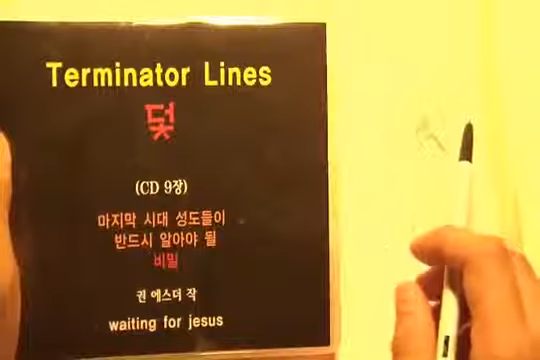 Terminator Lines
덫
(CD 9장)
마지막 시대 성도들이
반드시 알아야 될
비밀
권 에스더 작
waiting for jesus